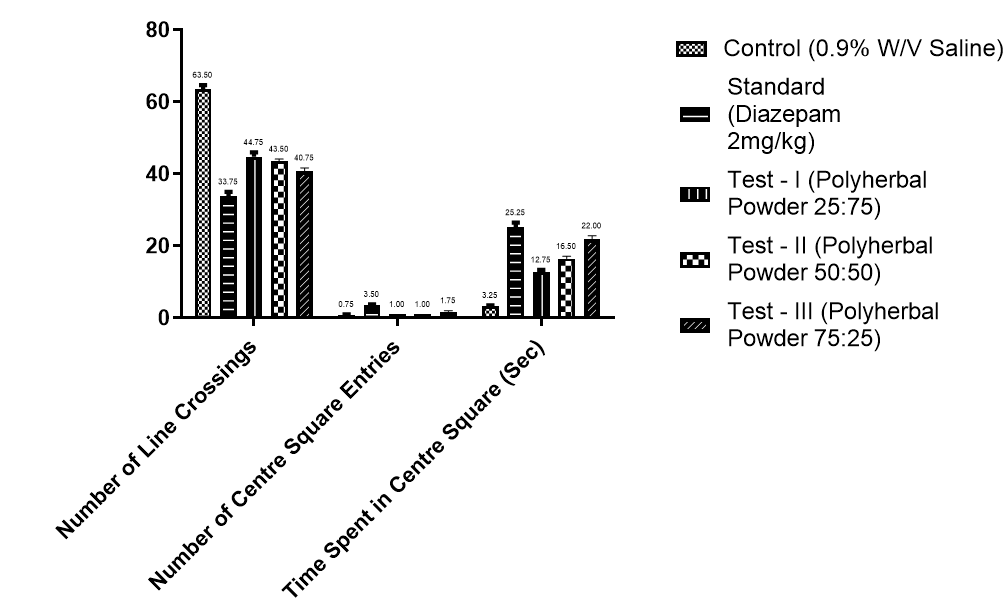 80
60
40
20
0
63.50
33.75
44.75
43.50
40.75
0.75
3.50
1.00
1.00
1.75
3.25
25.25
12.75
16.50
22.00
Number of Line Crossings
Number of Centre Square Entries
Time Spent in Centre Square (Sec)
Control (0.9% W/V Saline)
Standard
(Diazepam
2mg/kg)
Test - I (Polyherbal
Powder 25:75)
Test - II (Polyherbal
Powder 50:50)
Test - III (Polyherbal
Powder 75:25)